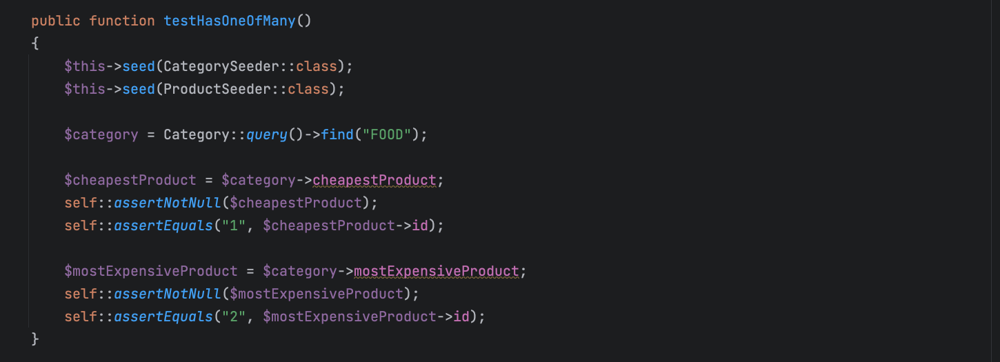 public function testHasOneOfMany()
{
    $this->seed(CategorySeeder::class);
    $this->seed(ProductSeeder::class);

    $category = Category::query()->find("FOOD");

    $cheapestProduct = $category->cheapestProduct;
    self::assertNotNull($cheapestProduct);
    self::assertEquals("1", $cheapestProduct->id);

    $mostExpensiveProduct = $category->mostExpensiveProduct;
    self::assertNotNull($mostExpensiveProduct);
    self::assertEquals("2", $mostExpensiveProduct->id);
}